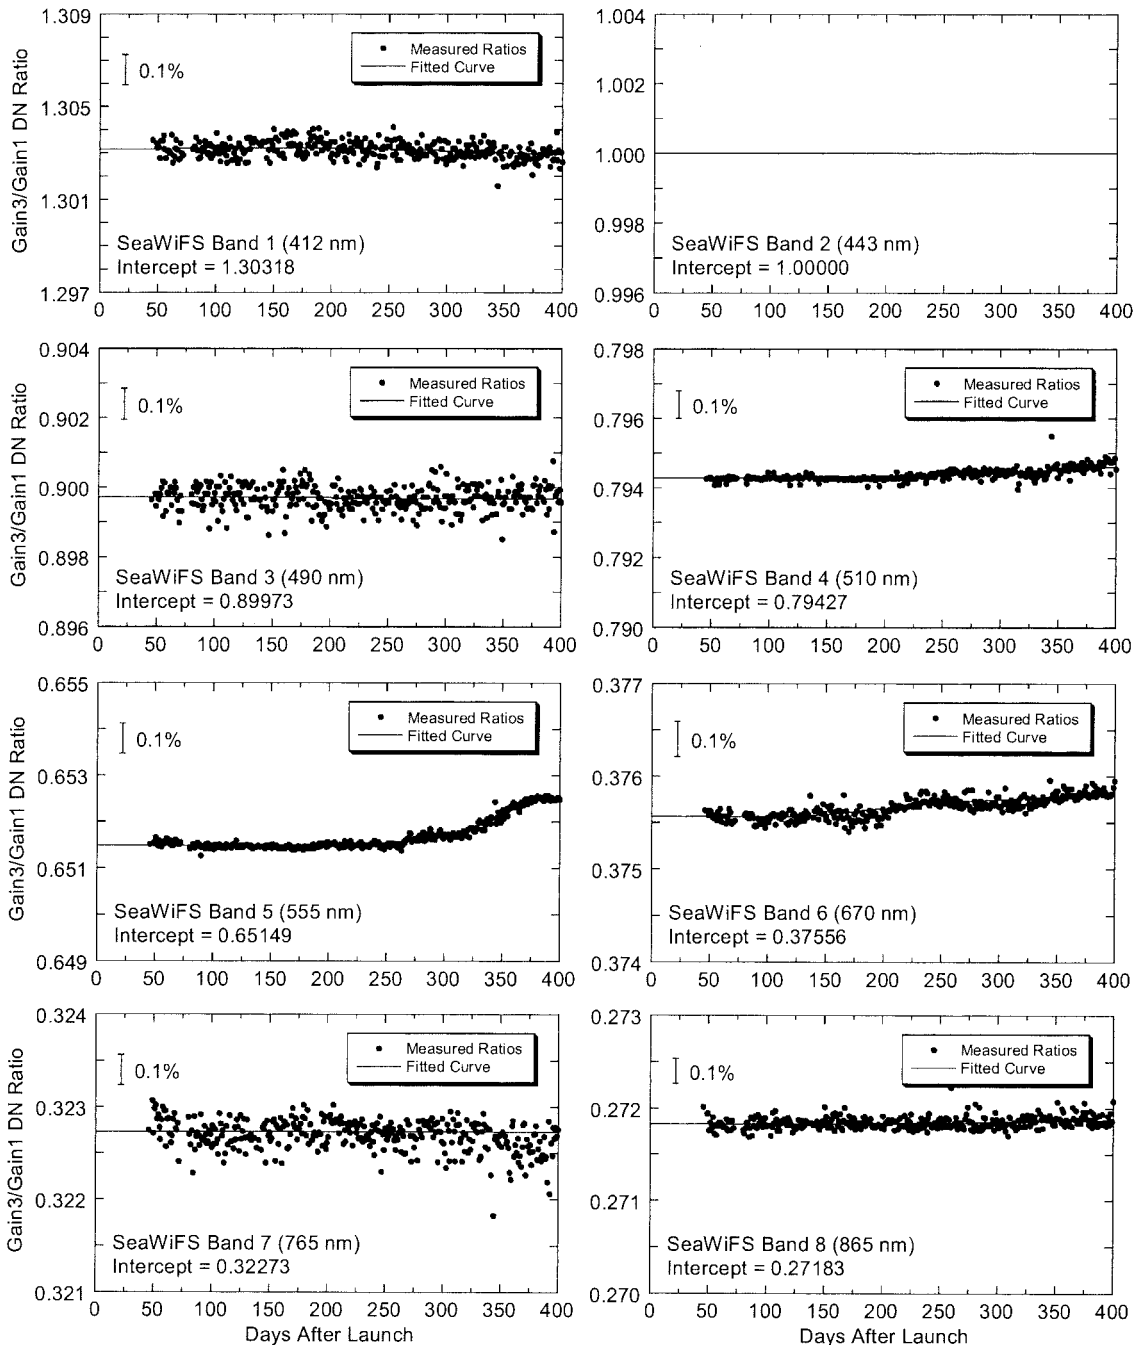 Gain3/Gain1 DN Ratio
1.309
1.305
1.301
1.297
0.1%
Measured Ratios
Fitted Curve
SeaWiFS Band 1 (412 nm)
Intercept = 1.30318
0 50 100 150 200 250 300 350 400
1.004
1.002
1.000
0.998
0.996
SeaWiFS Band 2 (443 nm)
Intercept = 1.00000
0 50 100 150 200 250 300 350 400
Gain3/Gain1 DN Ratio
0.904
0.902
0.900
0.898
0.896
0.1%
Measured Ratios
Fitted Curve
SeaWiFS Band 3 (490 nm)
Intercept = 0.89973
0 50 100 150 200 250 300 350 400
0.798
0.796
0.794
0.792
0.790
0.1%
Measured Ratios
Fitted Curve
SeaWiFS Band 4 (510 nm)
Intercept = 0.79427
0 50 100 150 200 250 300 350 400
Gain3/Gain1 DN Ratio
0.655
0.653
0.651
0.649
0.1%
Measured Ratios
Fitted Curve
SeaWiFS Band 5 (555 nm)
Intercept = 0.65149
0 50 100 150 200 250 300 350 400
0.377
0.376
0.375
0.374
0.1%
Measured Ratios
Fitted Curve
SeaWiFS Band 6 (670 nm)
Intercept = 0.37556
0 50 100 150 200 250 300 350 400
Gain3/Gain1 DN Ratio
0.324
0.323
0.322
0.321
0.1%
Measured Ratios
Fitted Curve
SeaWiFS Band 7 (765 nm)
Intercept = 0.32273
0 50 100 150 200 250 300 350 400
Days After Launch
0.273
0.272
0.271
0.270
0.1%
Measured Ratios
Fitted Curve
SeaWiFS Band 8 (865 nm)
Intercept = 0.27183
0 50 100 150 200 250 300 350 400
Days After Launch